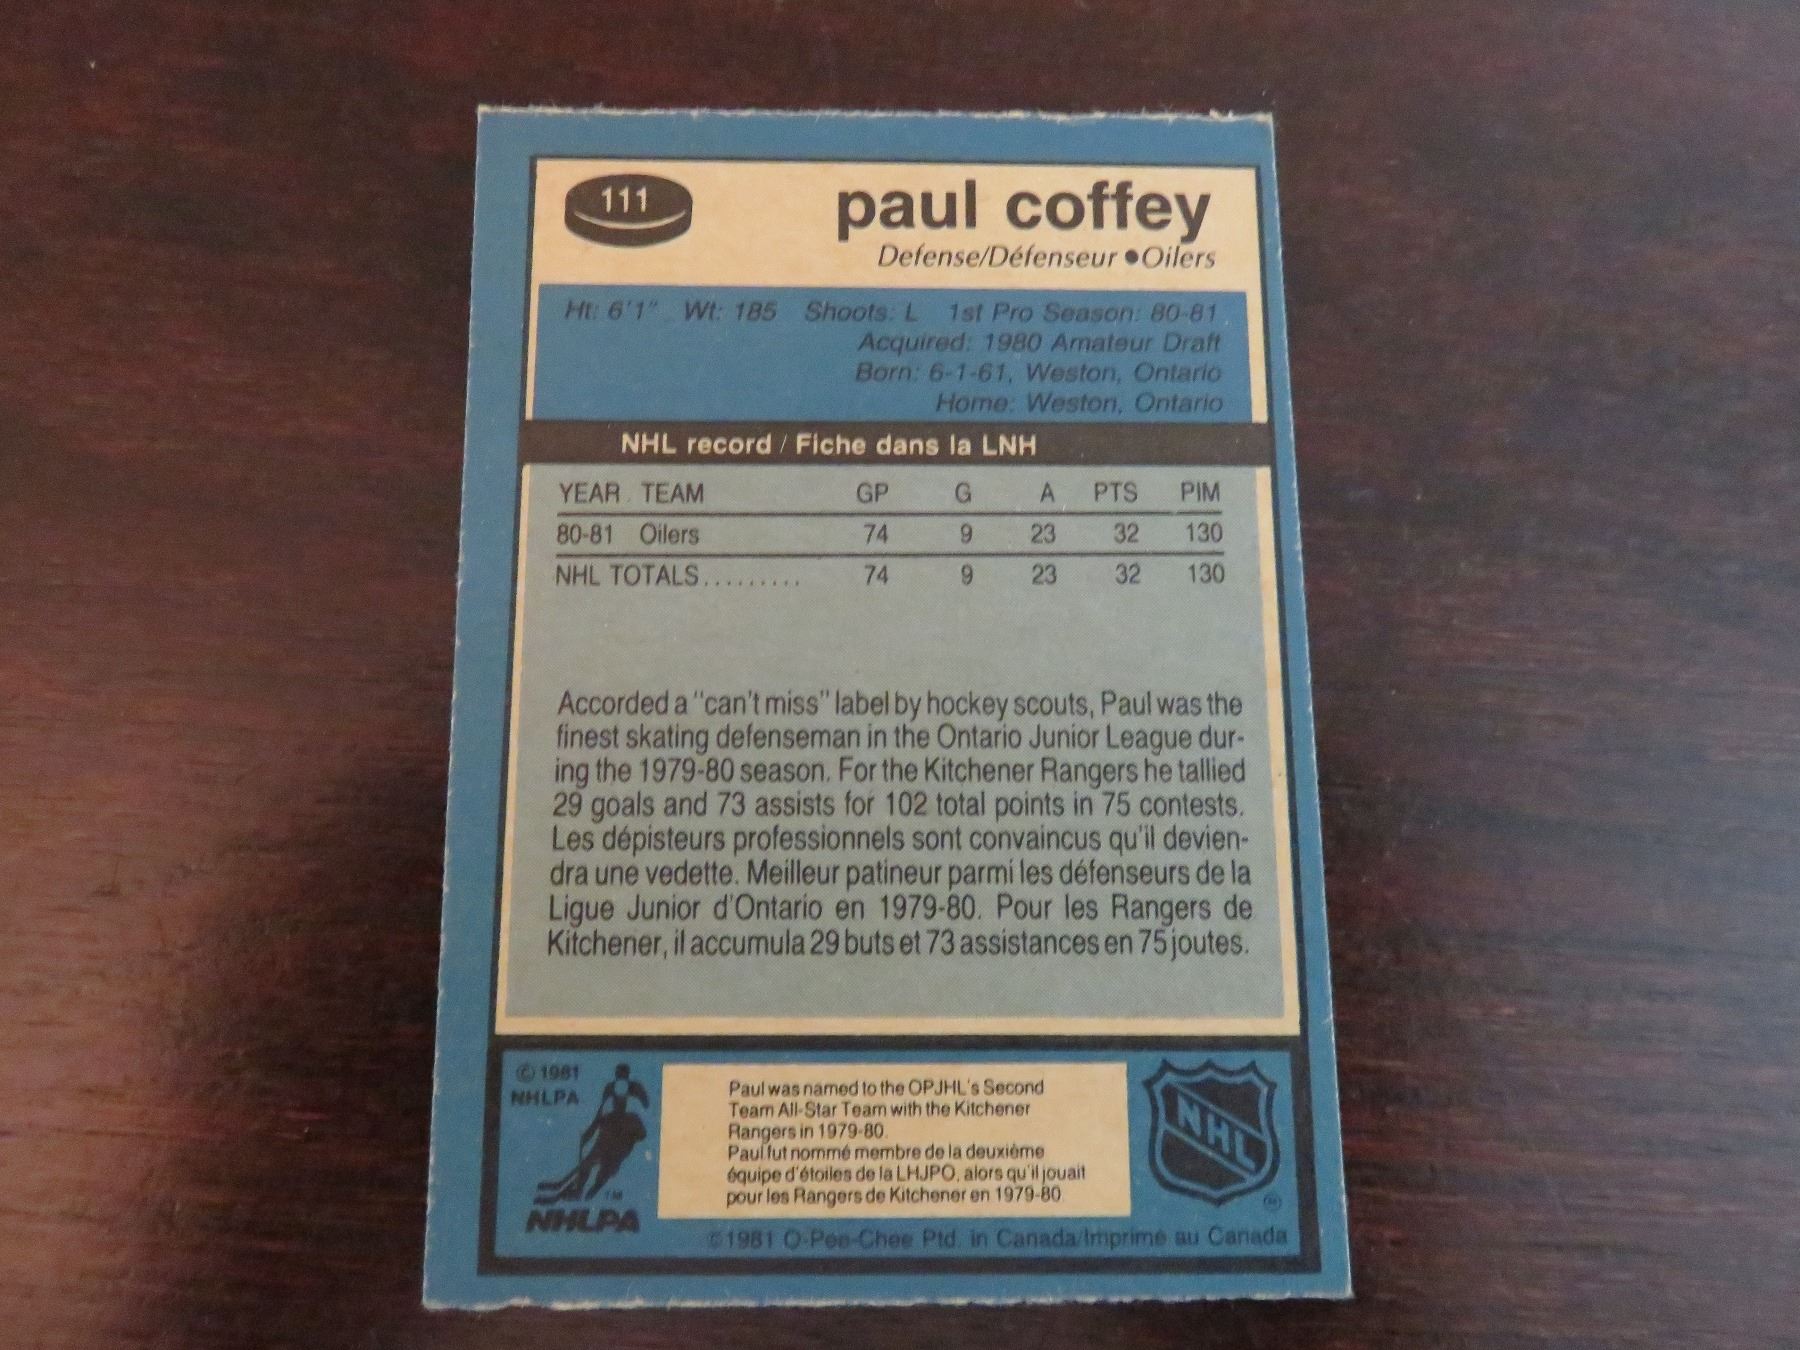 111
paul coffey
Defense/Défenseur ●Oilers
Ht: 6'1" Wt: 185 Shoots: L 1st Pro Season: 80-81
Acquired: 1980 Amateur Draft
Born: 6-1-61, Weston, Ontario
Home: Weston, Ontario
NHL record / Fiche dans la LNH
YEAR TEAM GP G A PTS PIM
80-81 Oilers 74 9 23 32 130
NHL TOTALS......... 74 9 23 32 130
Accorded a "can't miss" label by hockey scouts, Paul was the
finest skating defenseman in the Ontario Junior League dur-
ing the 1979-80 season. For the Kitchener Rangers he tallied
29 goals and 73 assists for 102 total points in 75 contests.
Les dépisteurs professionnels sont convaincus qu'il devien-
dra une vedette. Meilleur patineur parmi les défenseurs de la
Ligue Junior d'Ontario en 1979-80. Pour les Rangers de
Kitchener, il accumula 29 buts et 73 assistances en 75 joutes.
© 1981
NHLPA
TM
NHLPA
Paul was named to the OPJHL's Second
Team All-Star Team with the Kitchener
Rangers in 1979-80.
Paul fut nommé membre de la deuxième
équipe d'étoiles de la LHJPO, alors qu'il jouait
pour les Rangers de Kitchener en 1979-80.
NHL
©1981 O-Pee-Chee Ptd. in Canada/Imprimé au Canada